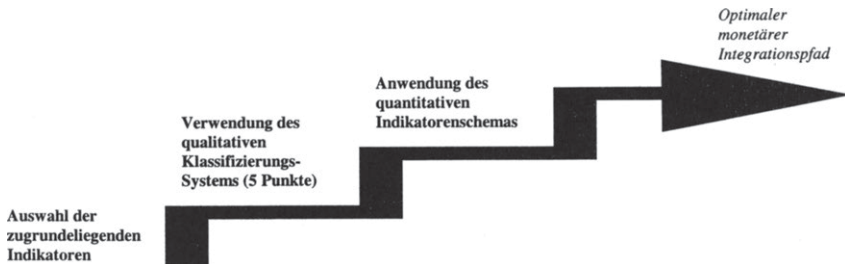 Auswahl der
zugrundeliegenden
Indikatoren
Verwendung des
qualitativen
Klassifizierungs-
Systems (5 Punkte)
Anwendung des
quantitativen
Indikatorenschemas
Optimaler
monetärer
Integrationspfad